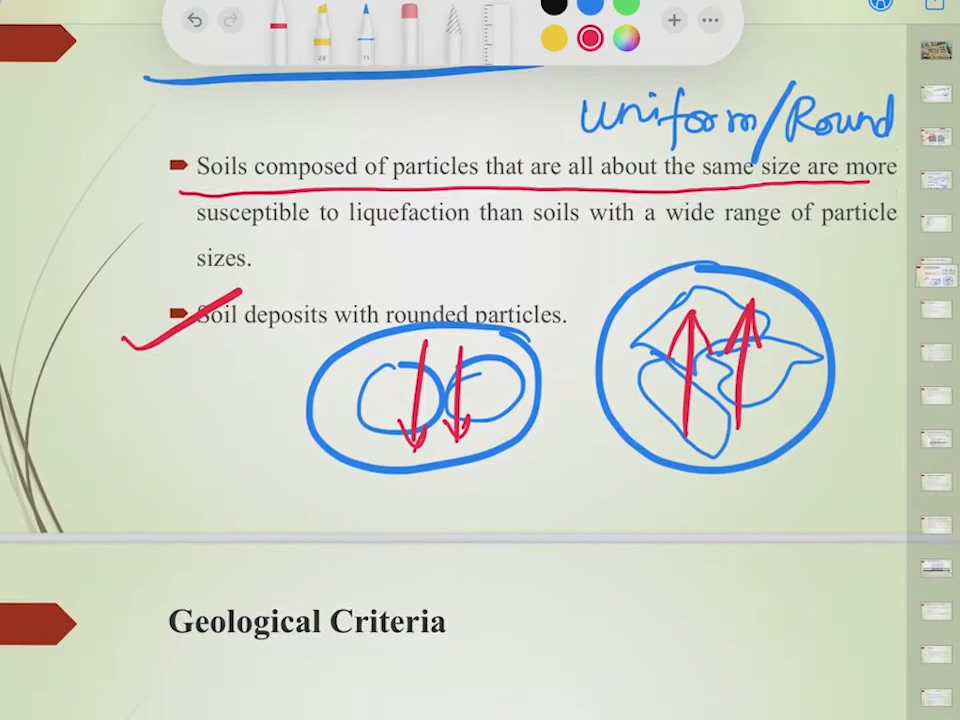 uniform/Round
Soils composed of particles that are all about the same size are more
susceptible to liquefaction than soils with a wide range of particle
sizes.
Soil deposits with rounded particles.
Geological Criteria